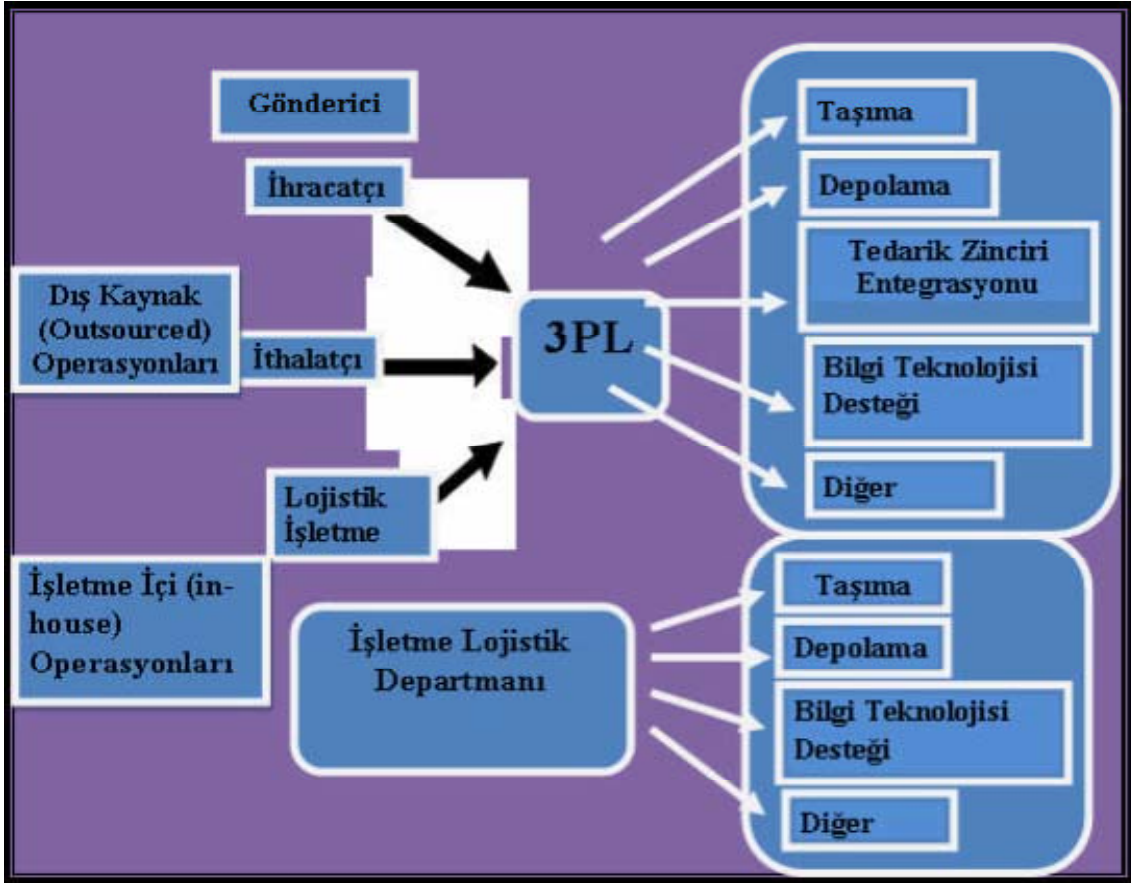 Gönderici
İhracatçı
Dış Kaynak
(Outsourced)
Operasyonları
İthalatçı
Lojistik
İşletme
3PL
Taşıma
Depolama
Tedarik Zinciri
Entegrasyonu
Bilgi Teknolojisi
Desteği
Diğer
İşletme İçi (in-
house)
Operasyonları
İşletme Lojistik
Departmanı
Taşıma
Depolama
Bilgi Teknolojisi
Desteği
Diğer